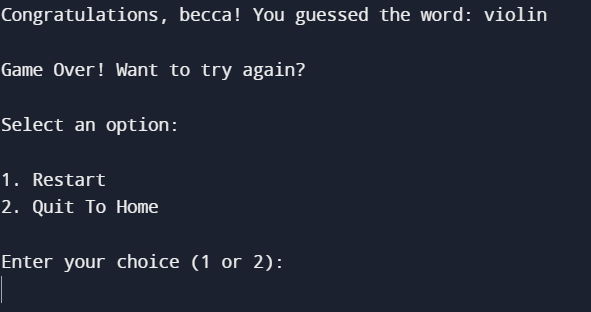 Congratulations, becca! You guessed the word: violin
Game Over! Want to try again?
Select an option:
1. Restart
2. Quit To Home
Enter your choice (1 or 2):